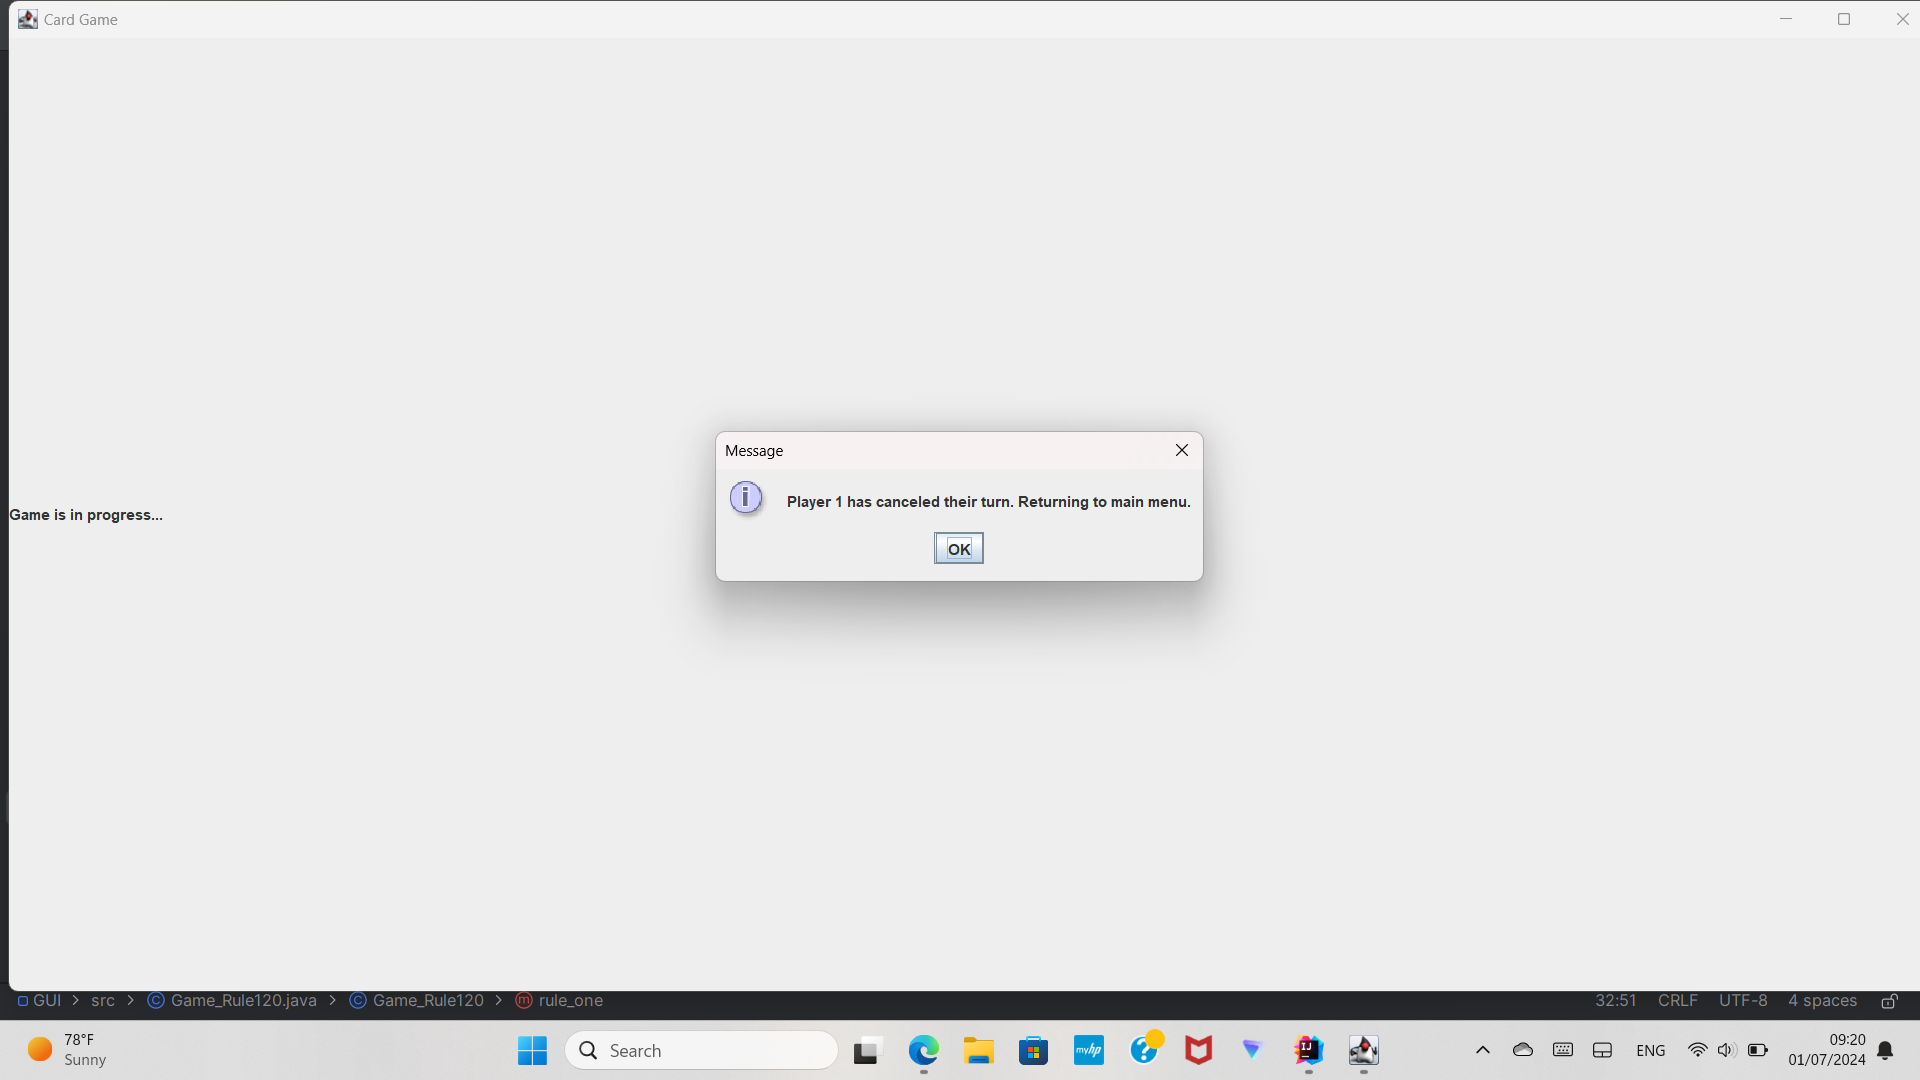 Card Game
Message
Player 1 has canceled their turn. Returning to main menu.
OK
Game is in progress...
GUI > src > Game_Rule120.java > Game_Rule120 > rule_one
32:51 CRLF UTF-8 4 spaces
78°F
Sunny
Search
myhp
IJ
ENG
09:20
01/07/2024